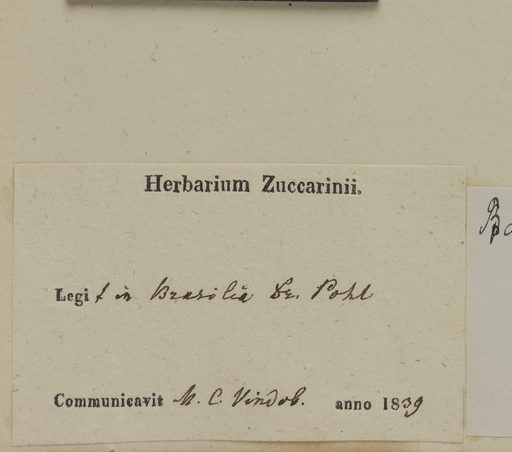 Herbarium Zuccarinii.
Legit in Brasilia Dr. Pohl
Communicavit M. C. Vindob. anno 1839